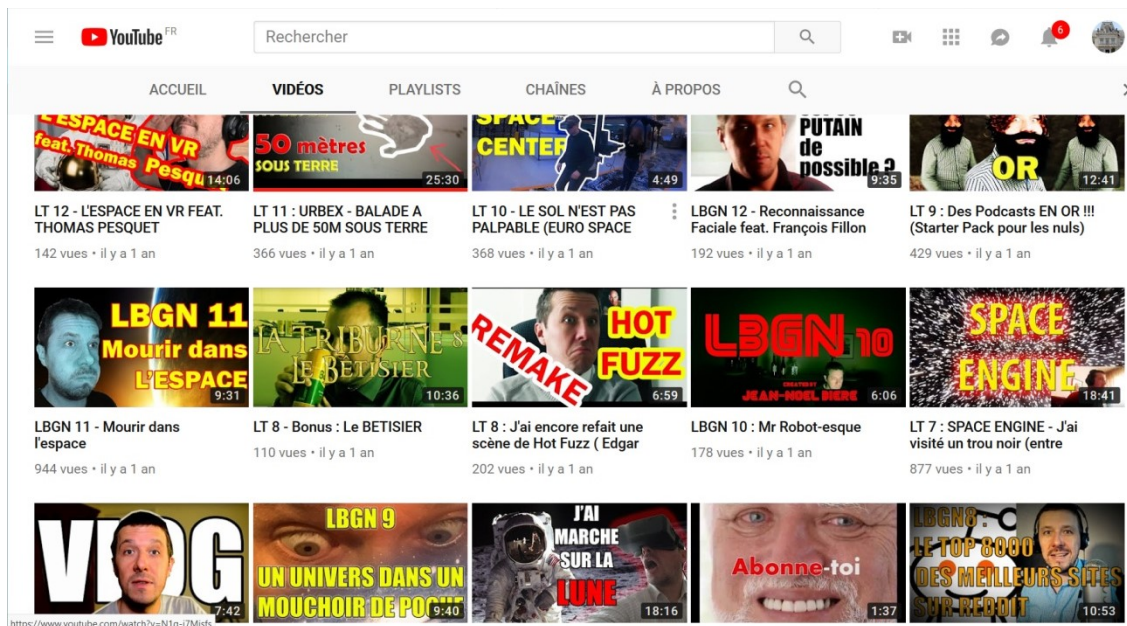 YouTube FR
Rechercher
6
ACCUEIL
VIDÉOS
PLAYLISTS
CHAÎNES
À PROPOS
L'ESPACE EN VR
feat. Thomas
14:06
50 mètres
SOUS TERRE
25:30
SPACE
CENTER
4:49
PUTAIN
de
possible ?
9:35
OR
12:41
LT 12 - L'ESPACE EN VR FEAT.
THOMAS PESQUET
142 vues • il y a 1 an
LT 11 : URBEX - BALADE A
PLUS DE 50M SOUS TERRE
366 vues • il y a 1 an
LT 10 - LE SOL N'EST PAS
PALPABLE (EURO SPACE
368 vues • il y a 1 an
LBGN 12 - Reconnaissance
Faciale feat. François Fillon
192 vues • il y a 1 an
LT 9 : Des Podcasts EN OR !!!
(Starter Pack pour les nuls)
429 vues • il y a 1 an
LBGN 11
Mourir dans
L'ESPACE
9:31
LA TRIBURNE 8
LE BETISIER
10:36
REMAKE
HOT
FUZZ
6:59
LBGN 10
CREATED BY
JEAN-NOEL BIERE
6:06
SPACE
ENGINE
18:41
LBGN 11 - Mourir dans
l'espace
944 vues • il y a 1 an
LT 8 - Bonus : Le BETISIER
110 vues • il y a 1 an
LT 8 : J'ai encore refait une
scène de Hot Fuzz ( Edgar
202 vues • il y a 1 an
LBGN 10 : Mr Robot-esque
178 vues • il y a 1 an
LT 7 : SPACE ENGINE - J'ai
visité un trou noir (entre
877 vues • il y a 1 an
VLOG
7:42
LBGN 9
UN UNIVERS DANS UN
MOUCHOIR DE POCHE
9:40
J'AI
MARCHE
SUR LA
LUNE
18:16
Abonne-toi
1:37
LBGN8 :
LE TOP 8000
DES MEILLEURS SITES
SUR REDDIT
10:53